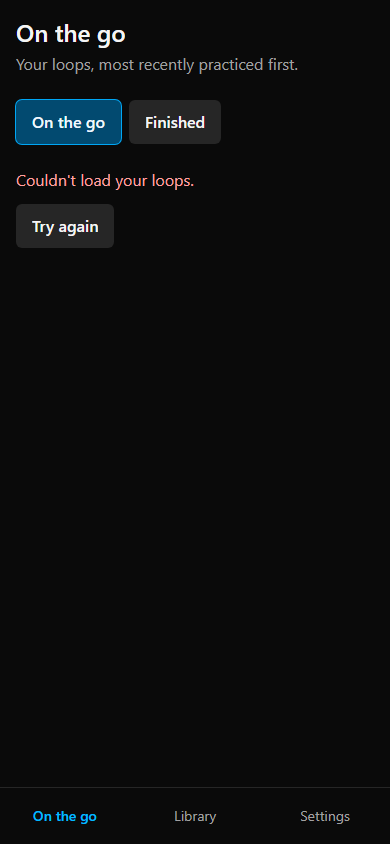 On the go
Your loops, most recently practiced first.
On the go
Finished
Couldn't load your loops.
Try again
On the go
Library
Settings